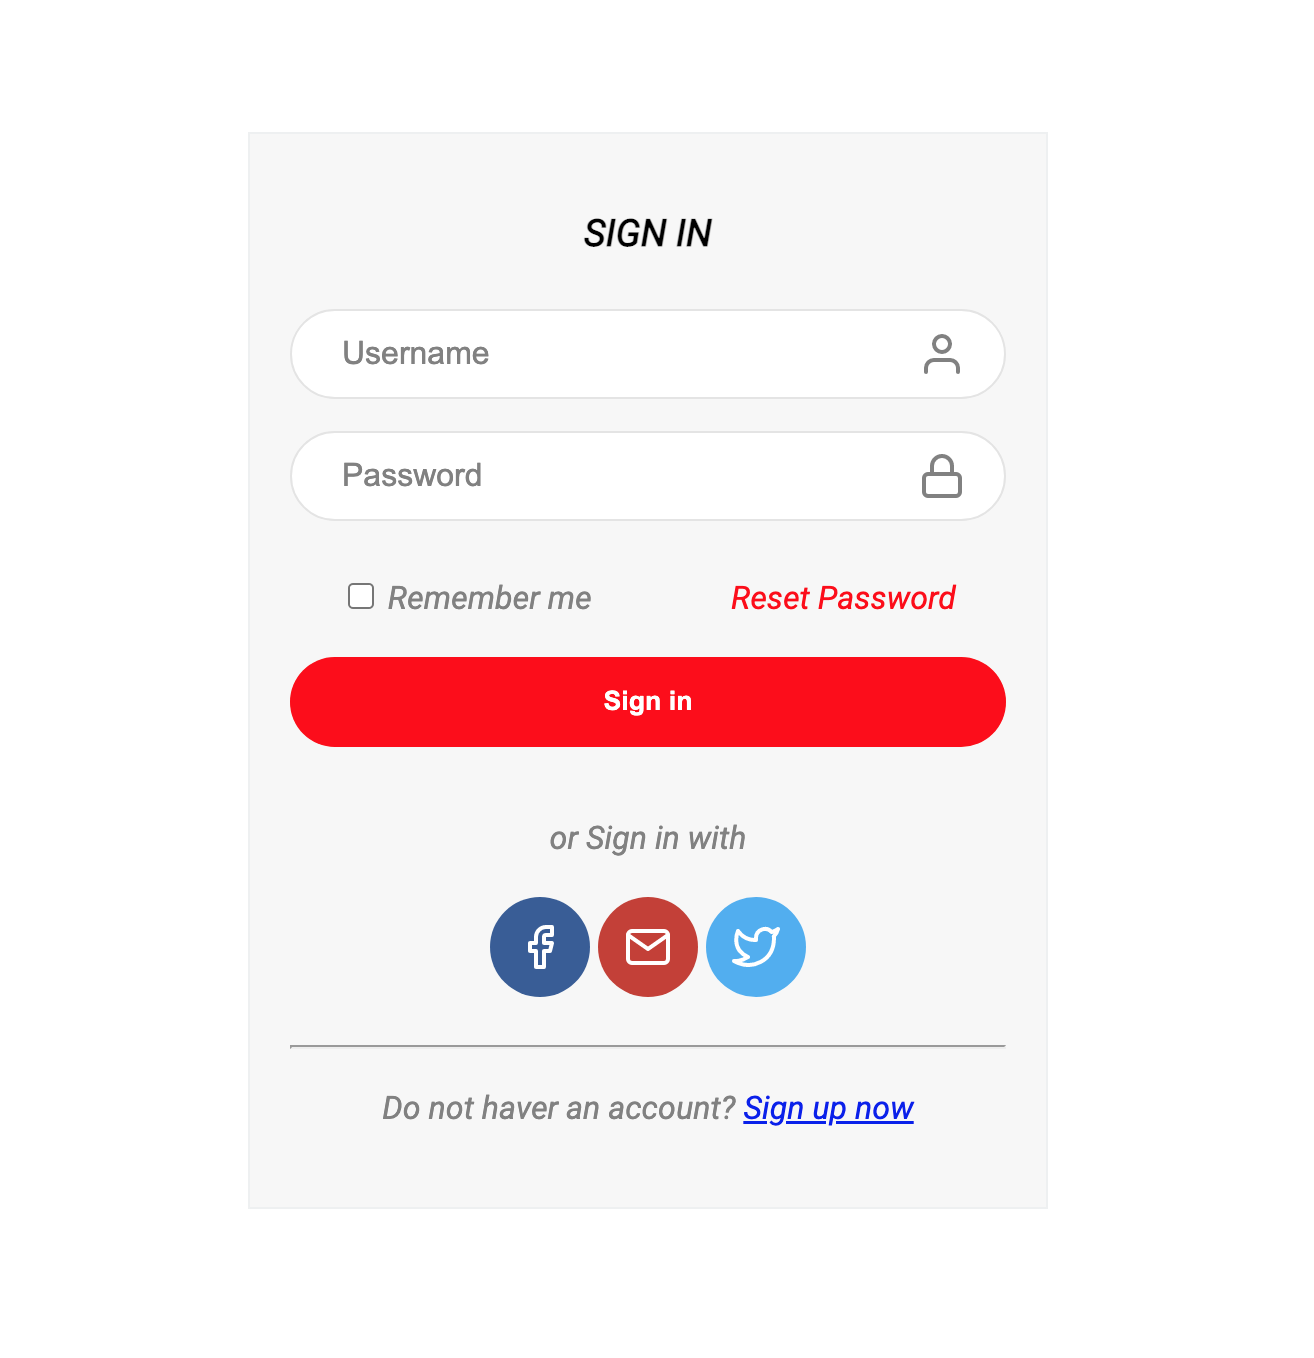 SIGN IN
Username
Password
Remember me Reset Password
Sign in
or Sign in with
Do not haver an account? Sign up now